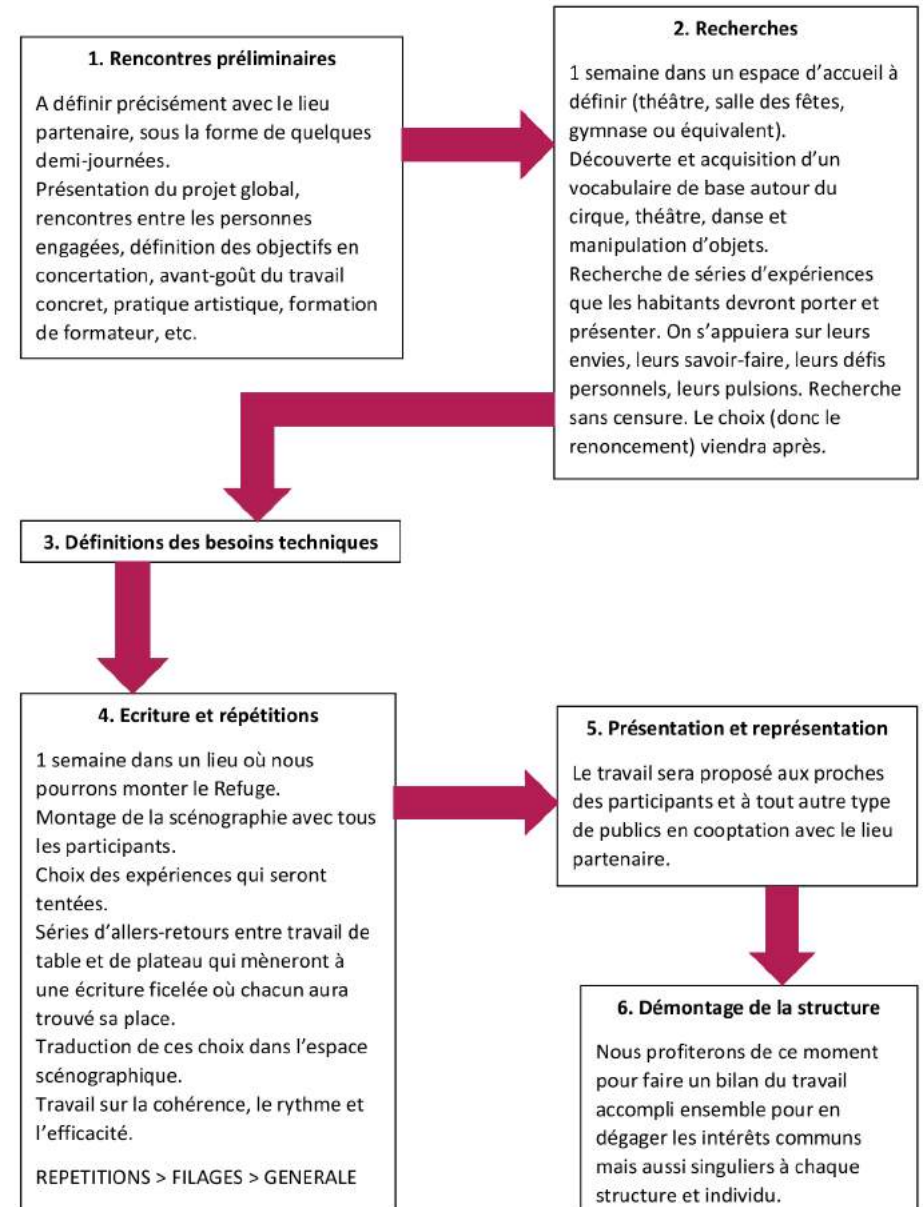 1. Rencontres préliminaires
A définir précisément avec le lieu
partenaire, sous la forme de quelques
demi-journées.
Présentation du projet global,
rencontres entre les personnes
engagées, définition des objectifs en
concertation, avant-goût du travail
concret, pratique artistique, formation
de formateur, etc.
2. Recherches
1 semaine dans un espace d'accueil à
définir (théâtre, salle des fêtes,
gymnase ou équivalent).
Découverte et acquisition d'un
vocabulaire de base autour du
cirque, théâtre, danse et
manipulation d'objets.
Recherche de séries d'expériences
que les habitants devront porter et
présenter. On s'appuiera sur leurs
envies, leurs savoir-faire, leurs défis
personnels, leurs pulsions. Recherche
sans censure. Le choix (donc le
renoncement) viendra après.
3. Définitions des besoins techniques
4. Ecriture et répétitions
1 semaine dans un lieu où nous
pourrons monter le Refuge.
Montage de la scénographie avec tous
les participants.
Choix des expériences qui seront
tentées.
Séries d'allers-retours entre travail de
table et de plateau qui mèneront à
une écriture ficelée où chacun aura
trouvé sa place.
Traduction de ces choix dans l'espace
scénographique.
Travail sur la cohérence, le rythme et
l'efficacité.
REPETITIONS > FILAGES > GENERALE
5. Présentation et représentation
Le travail sera proposé aux proches
des participants et à tout autre type
de publics en cooptation avec le lieu
partenaire.
6. Démontage de la structure
Nous profiterons de ce moment
pour faire un bilan du travail
accompli ensemble pour en
dégager les intérêts communs
mais aussi singuliers à chaque
structure et individu.